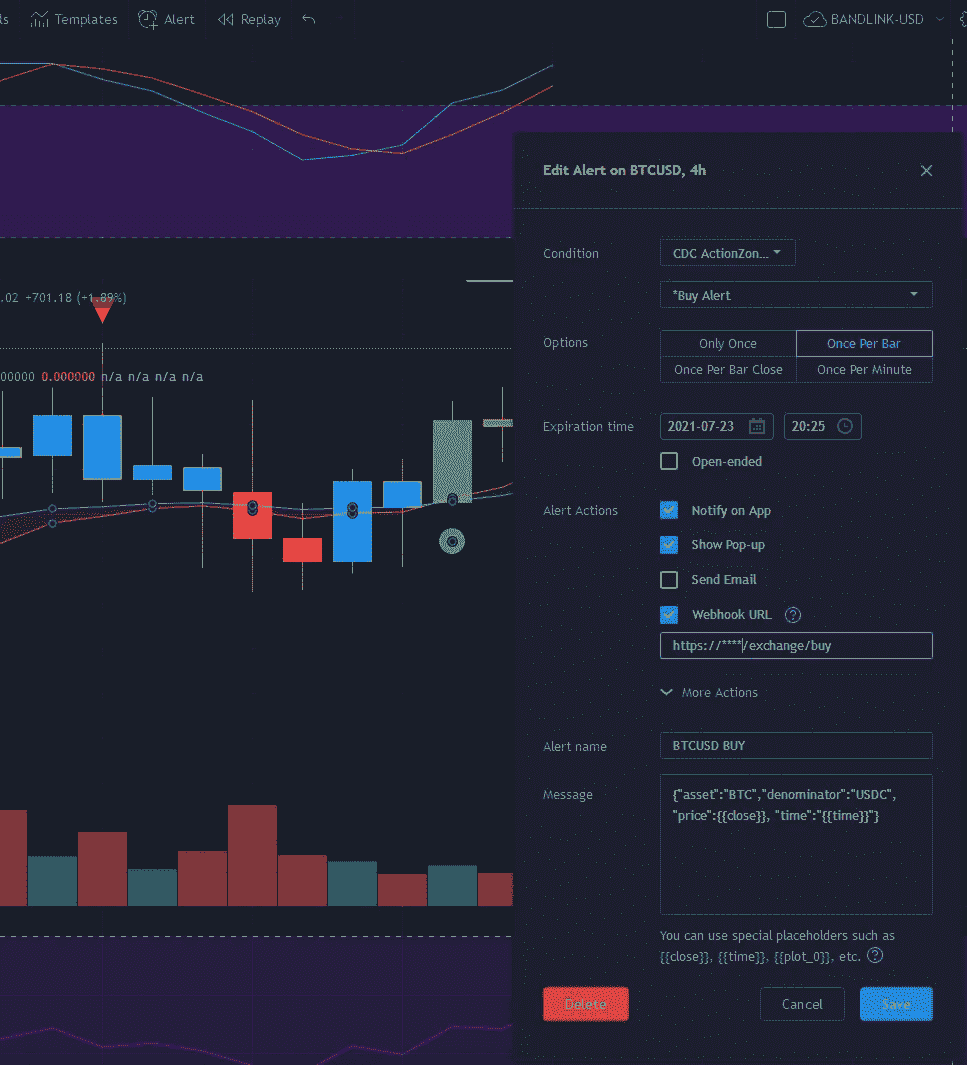 ls Templates Alert Replay BANDLINK-USD
Edit Alert on BTCUSD, 4h
Condition CDC ActionZon...
*Buy Alert
.02 +701.18 (+1.89%)
Options Only Once Once Per Bar
Once Per Bar Close Once Per Minute
00000 0.000000 n/a n/a n/a n/a
Expiration time 2021-07-23 20:25
Open-ended
Alert Actions Notify on App
Show Pop-up
Send Email
Webhook URL ?
https://****/exchange/buy
More Actions
Alert name BTCUSD BUY
Message {"asset":"BTC","denominator":"USDC",
"price":{{close}}, "time":"{{time}}"}
You can use special placeholders such as
{{close}}, {{time}}, {{plot_0}}, etc. ?
Delete Cancel Save